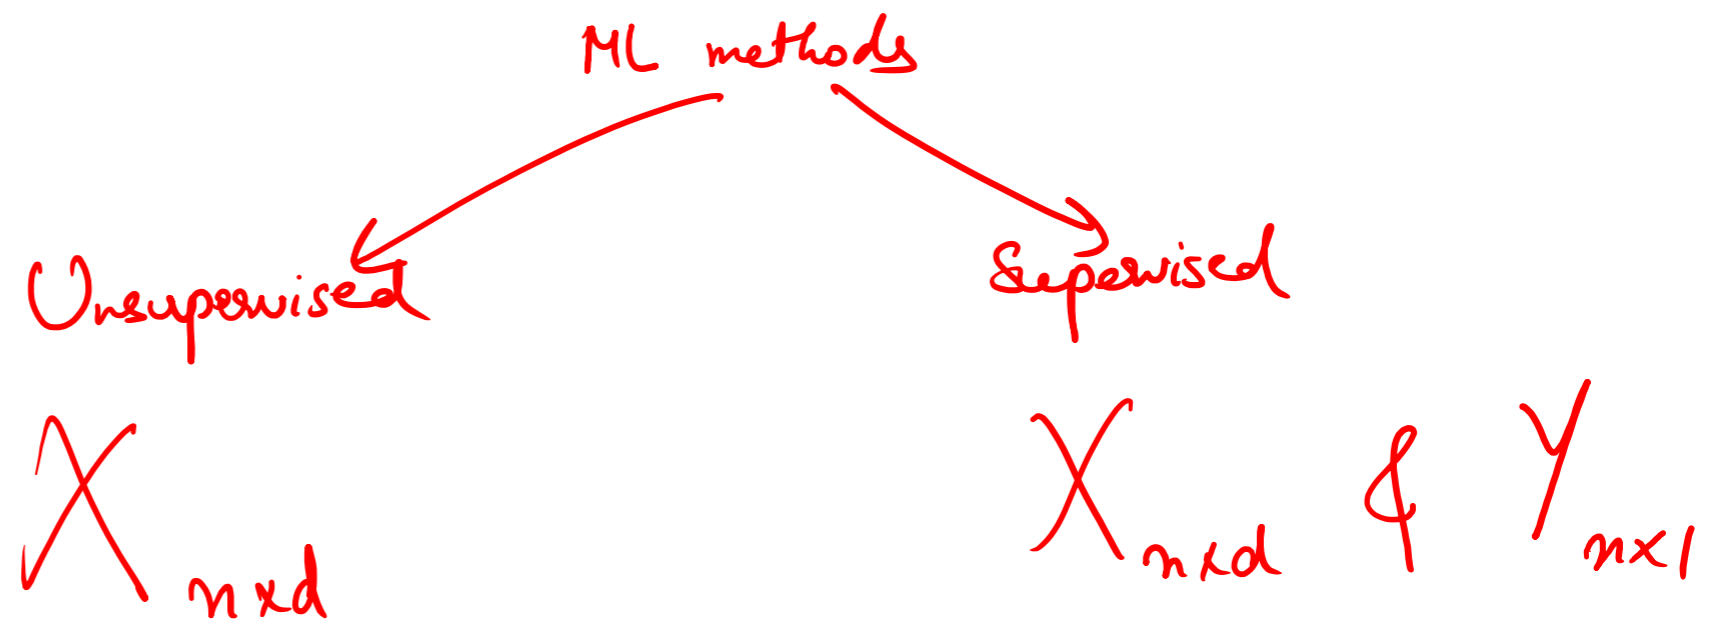 ML methods
Unsupervised
Supervised
X n×d
X n×d & Y n×1